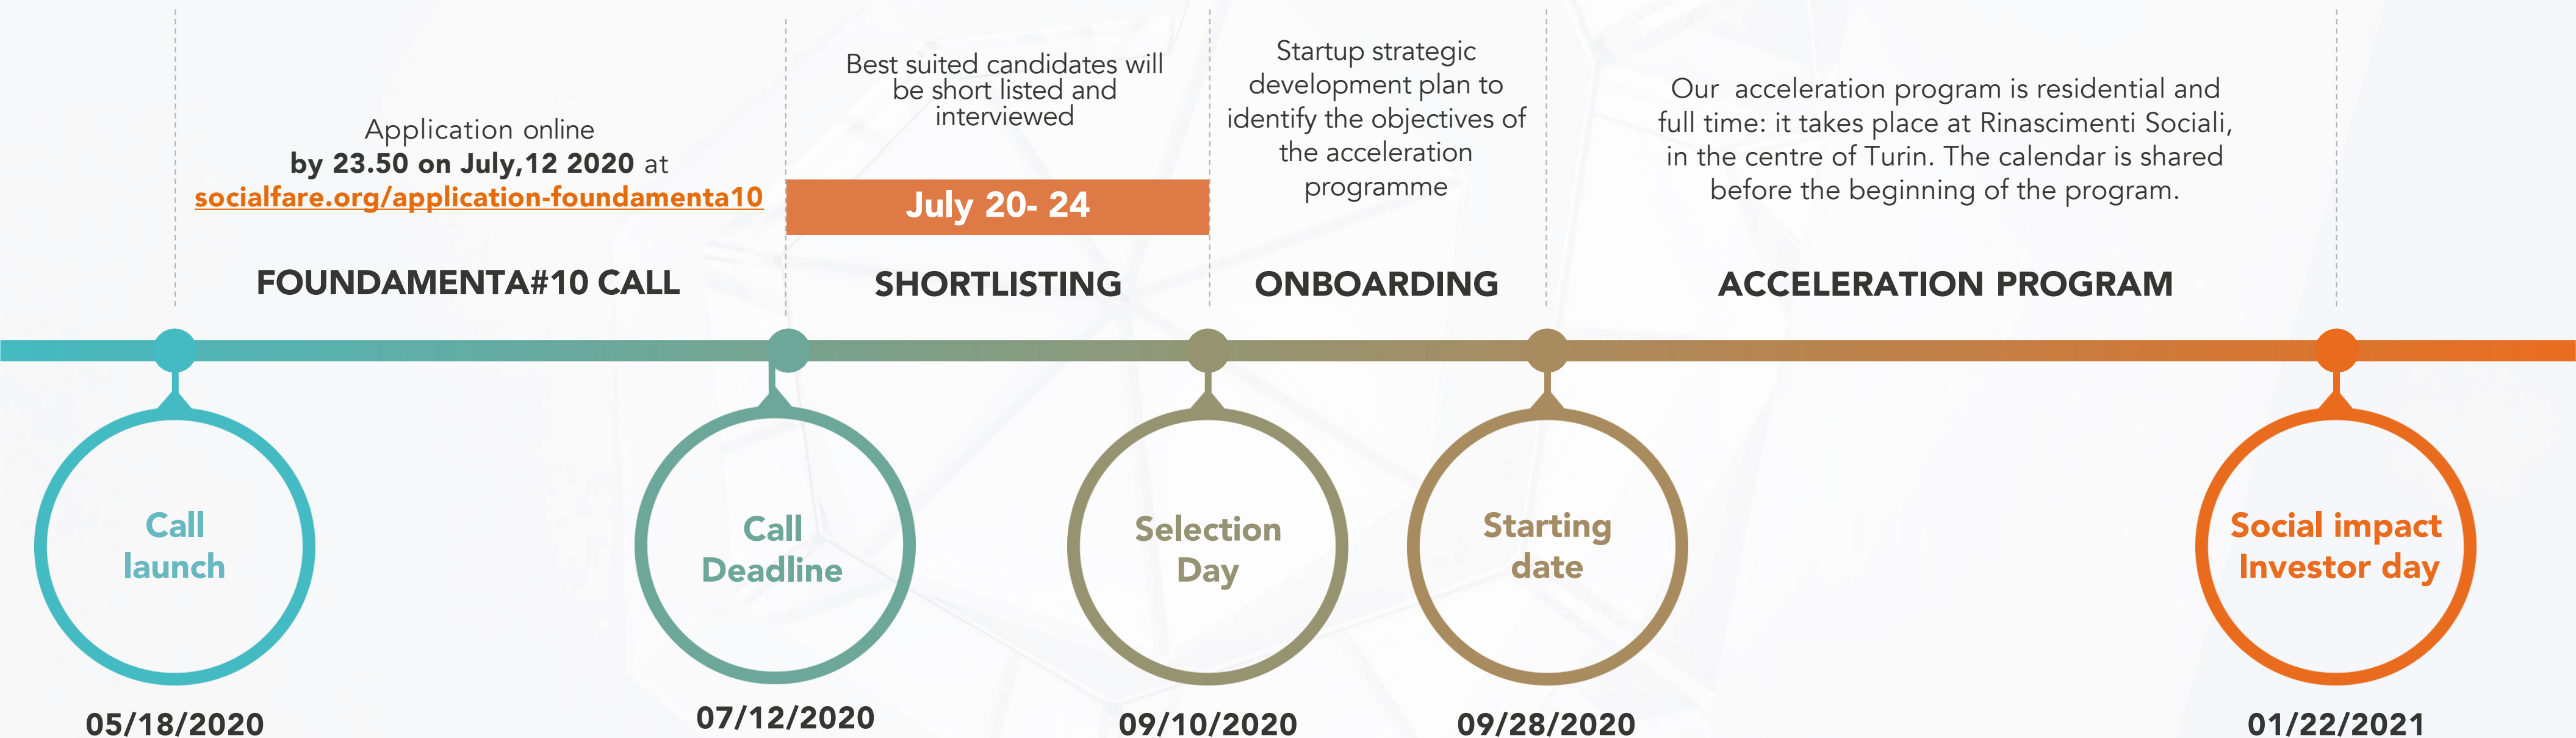 Application online
by 23.50 on July,12 2020 at
socialfare.org/application-foundamenta10
FOUNDAMENTA#10 CALL
Best suited candidates will
be short listed and
interviewed
July 20- 24
SHORTLISTING
Startup strategic
development plan to
identify the objectives of
the acceleration
programme
ONBOARDING
Our  acceleration program is residential and
full time: it takes place at Rinascimenti Sociali,
in the centre of Turin. The calendar is shared
before the beginning of the program.
ACCELERATION PROGRAM
Call
launch
05/18/2020
Call
Deadline
07/12/2020
Selection
Day
09/10/2020
Starting
date
09/28/2020
Social impact
Investor day
01/22/2021